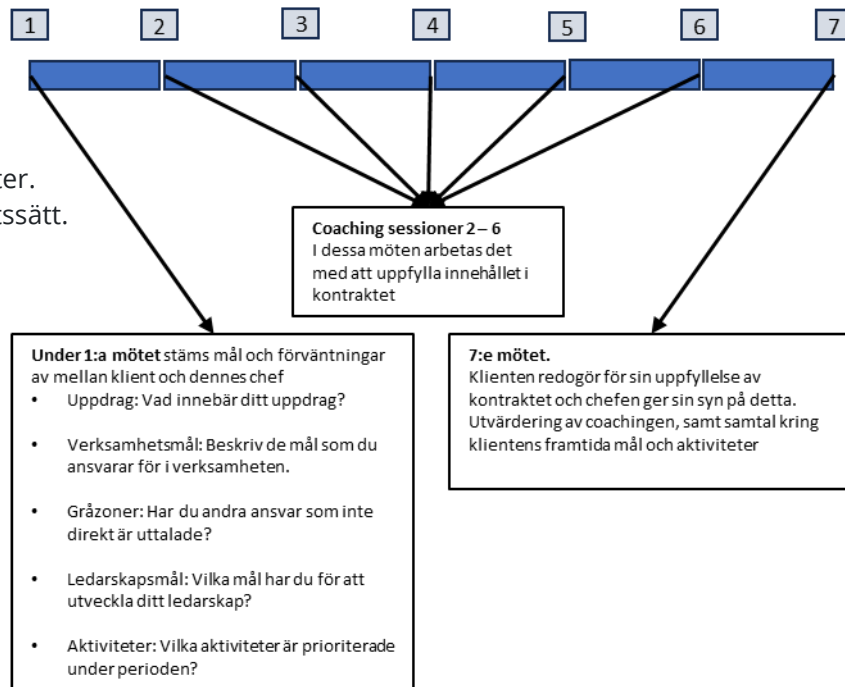 1 2 3 4 5 6 7
ter.
tssätt.
Coaching sessioner 2 – 6
I dessa möten arbetas det
med att uppfylla innehållet i
kontraktet
Under 1:a mötet stäms mål och förväntningar
av mellan klient och dennes chef
• Uppdrag: Vad innebär ditt uppdrag?
• Verksamhetsmål: Beskriv de mål som du
ansvarar för i verksamheten.
• Gråzoner: Har du andra ansvar som inte
direkt är uttalade?
• Ledarskapsmål: Vilka mål har du för att
utveckla ditt ledarskap?
• Aktiviteter: Vilka aktiviteter är prioriterade
under perioden?
7:e mötet.
Klienten redogör för sin uppfyllelse av
kontraktet och chefen ger sin syn på detta.
Utvärdering av coachingen, samt samtal kring
klientens framtida mål och aktiviteter